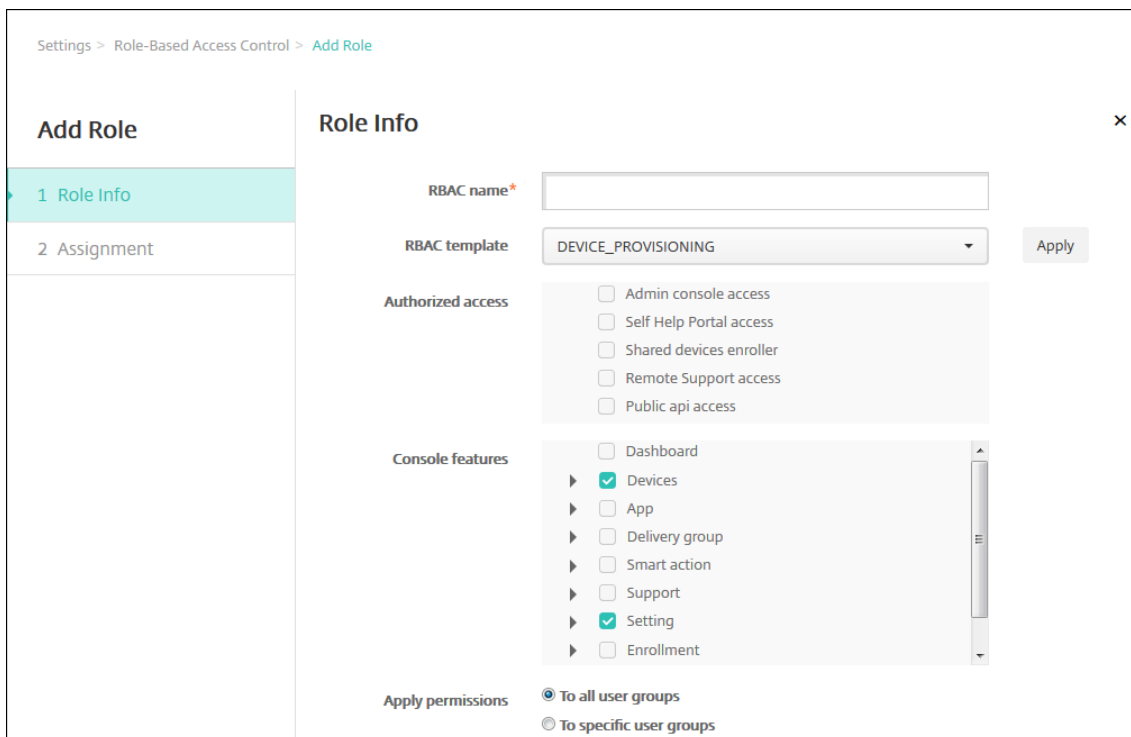 Settings > Role-Based Access Control > Add Role
Add Role
1 Role Info
2 Assignment
Role Info
×
RBAC name*
RBAC template
DEVICE_PROVISIONING
Apply
Authorized access
Admin console access
Self Help Portal access
Shared devices enroller
Remote Support access
Public api access
Console features
Dashboard
Devices
App
Delivery group
Smart action
Support
Setting
Enrollment
Apply permissions
To all user groups
To specific user groups